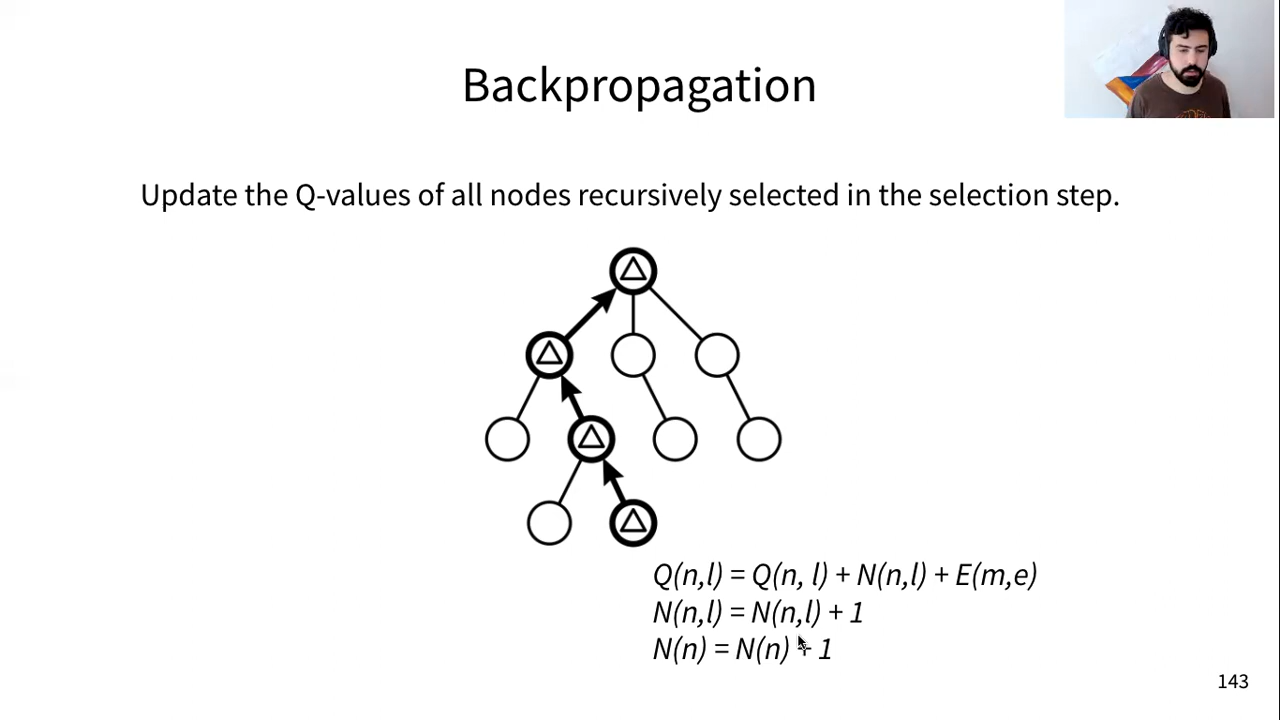 Backpropagation
Update the Q-values of all nodes recursively selected in the selection step.
Q(n,l) = Q(n, l) + N(n,l) + E(m,e)
N(n,l) = N(n,l) + 1
N(n) = N(n) + 1
143